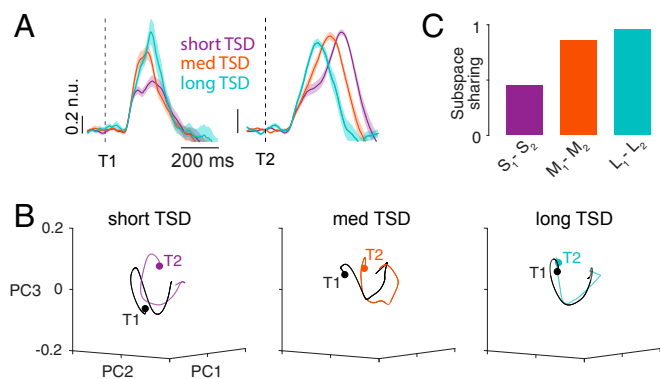 A
short TSD
med TSD
long TSD
0.2 n.u.
T1
200 ms
T2
C
Subspace
sharing
1
0
S1- S2
M1- M2
L1- L2
B
short TSD
med TSD
long TSD
0.2
0
-0.2
PC3
PC2
PC1
T2
T1
T2
T1
T2
T1